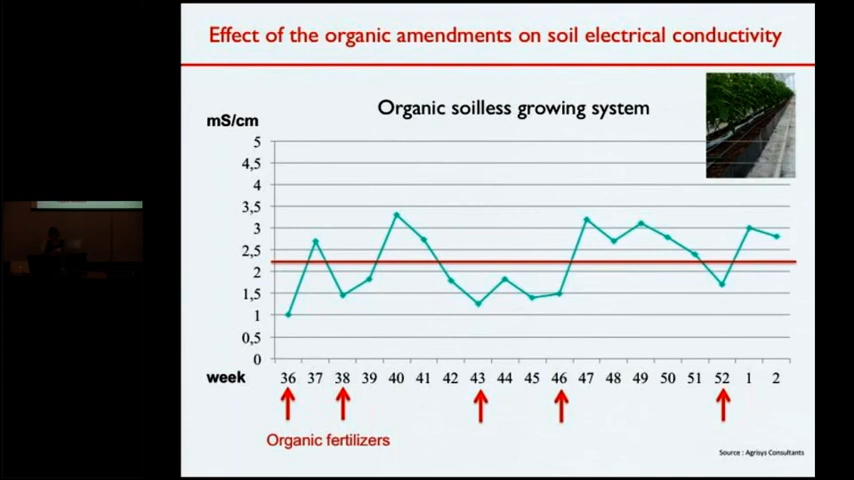 Effect of the organic amendments on soil electrical conductivity
Organic soilless growing system
mS/cm
5
4,5
4
3,5
3
2,5
2
1,5
1
0,5
0
week 36 37 38 39 40 41 42 43 44 45 46 47 48 49 50 51 52 1 2
Organic fertilizers
Source : Agrisys Consultants